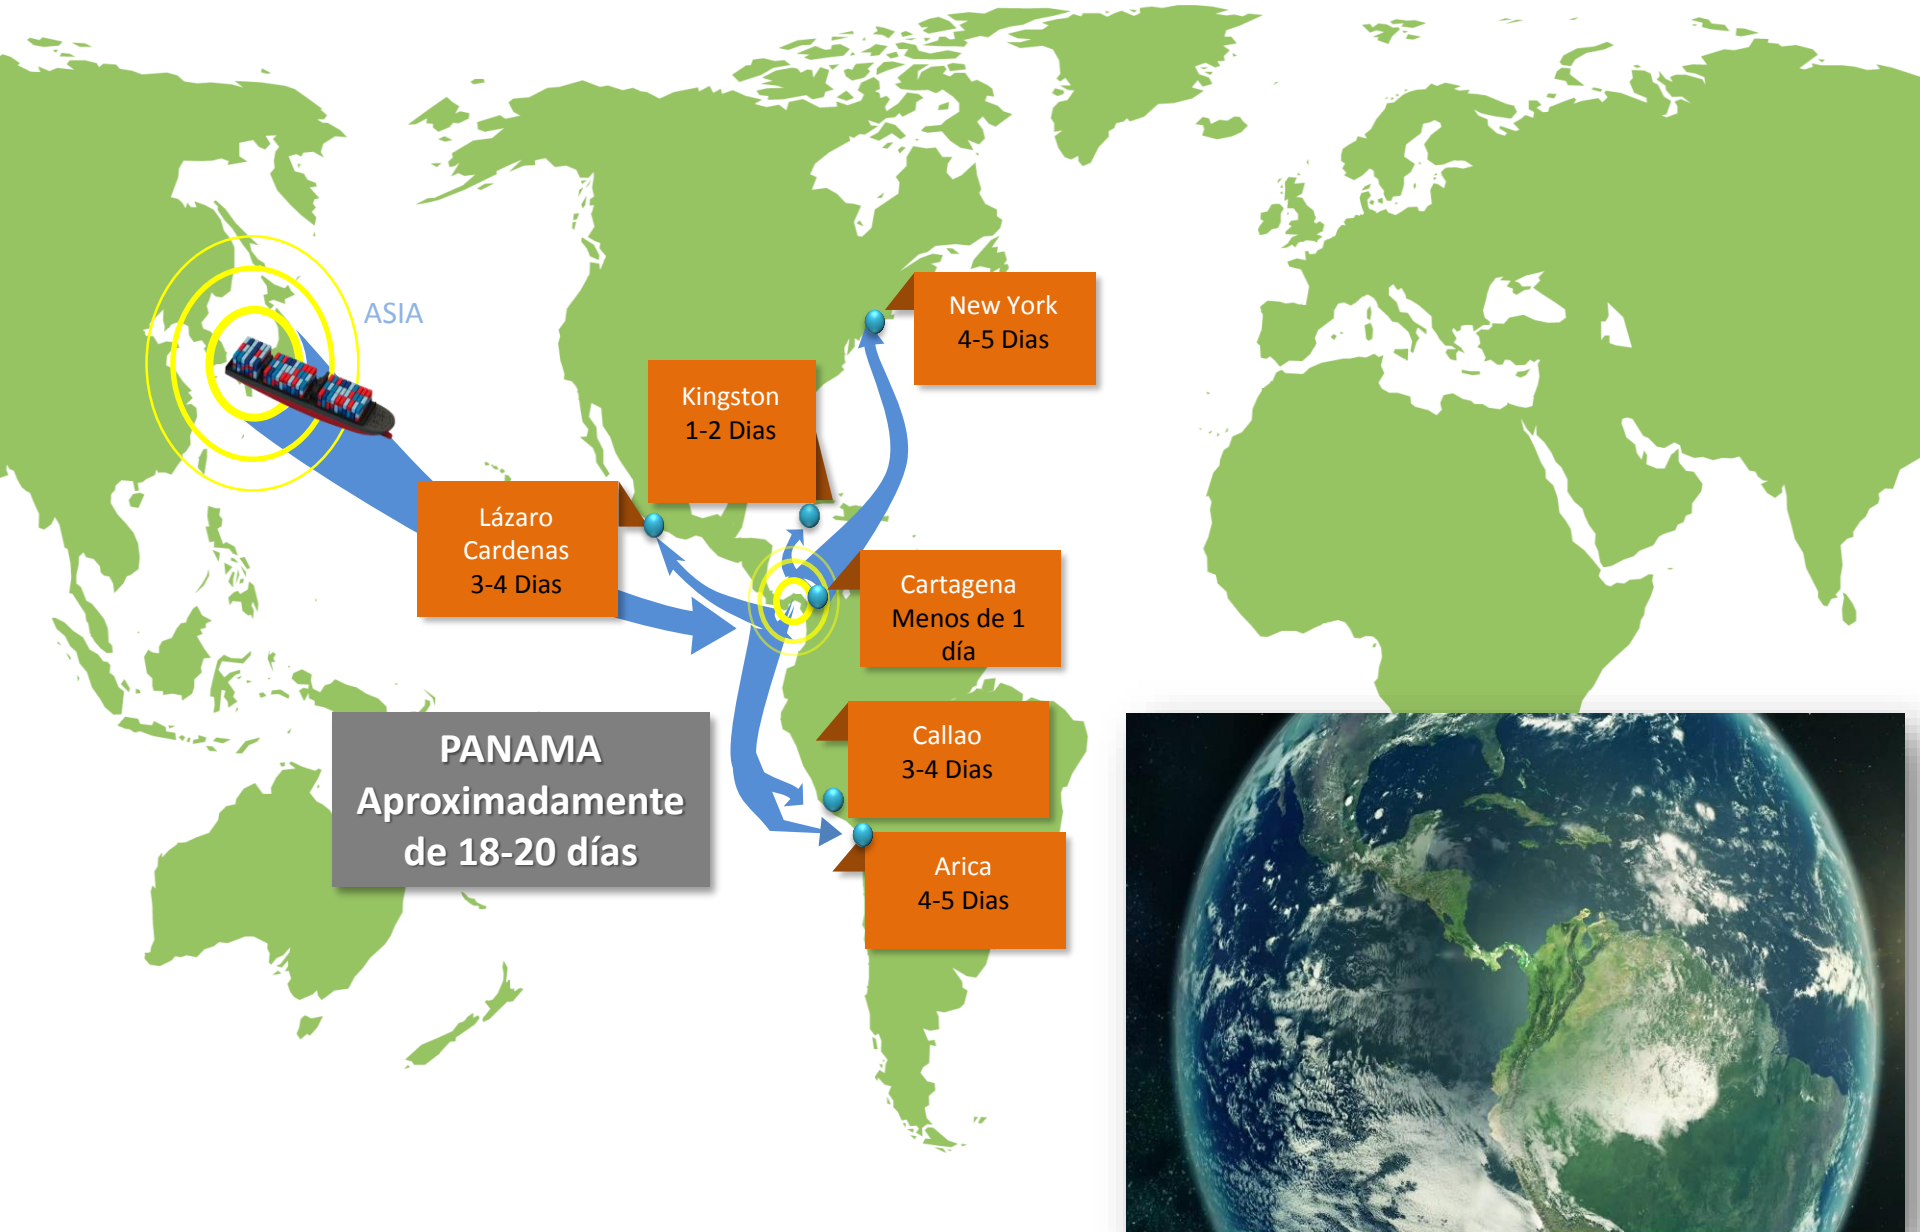 ASIA
New York
4-5 Dias
Kingston
1-2 Dias
Lázaro
Cardenas
3-4 Dias
Cartagena
Menos de 1
día
Callao
3-4 Dias
PANAMA
Aproximadamente
de 18-20 días
Arica
4-5 Dias